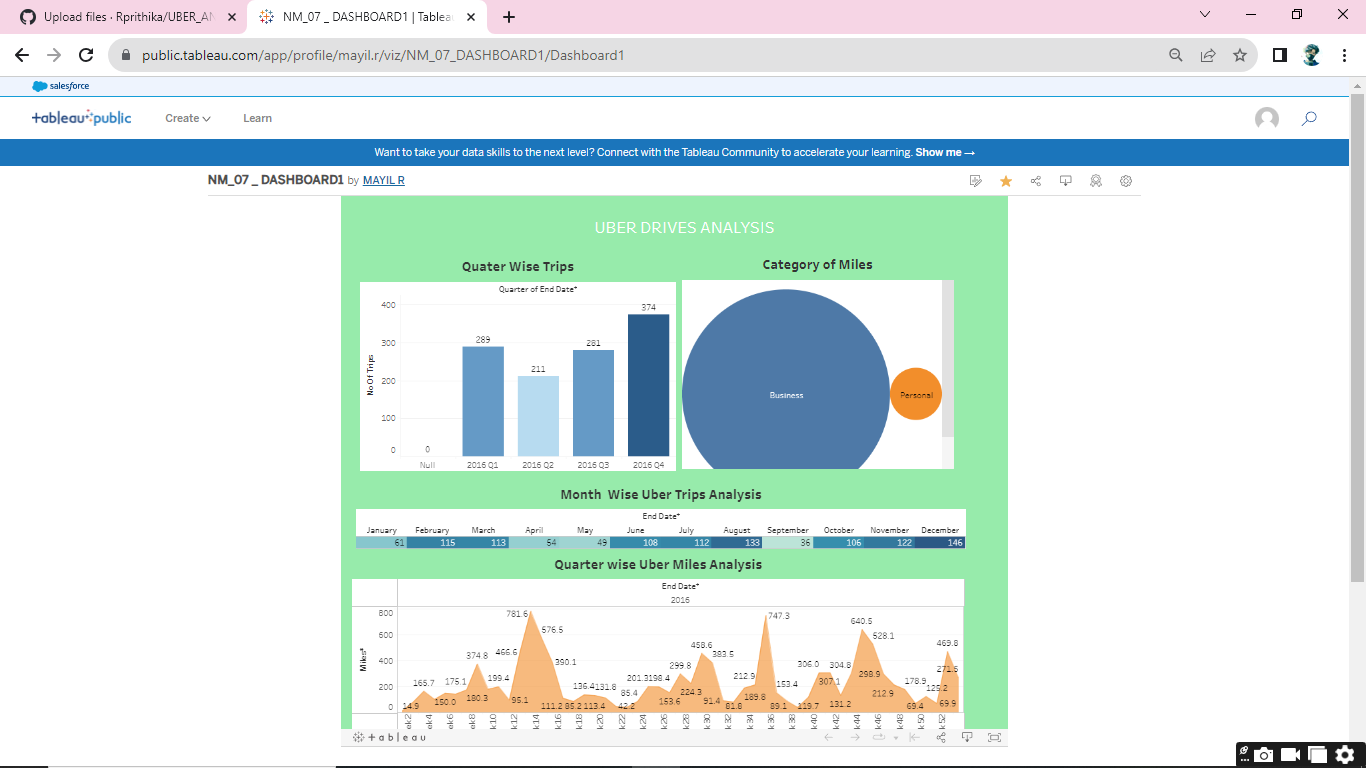 Upload files · Rprithika/UBER_AN
NM_07 _ DASHBOARD1 | Tablea
public.tableau.com/app/profile/mayil.r/viz/NM_07_DASHBOARD1/Dashboard1
salesforce
+ableau public
Create
Learn
Want to take your data skills to the next level? Connect with the Tableau Community to accelerate your learning. Show me →
NM_07 _ DASHBOARD1 by MAYIL R
UBER DRIVES ANALYSIS
Quater Wise Trips
Quarter of End Date*
No Of Trips
400
300
200
100
0
0
289
211
281
374
Null
2016 Q1
2016 Q2
2016 Q3
2016 Q4
Category of Miles
Business
Personal
Month Wise Uber Trips Analysis
End Date*
January February March April May June July August September October November December
61 115 113 54 49 108 112 133 36 106 122 146
Quarter wise Uber Miles Analysis
End Date*
2016
Miles*
800
600
400
200
0
14.9
165.7
150.0
175.1
374.8
180.3
199.4
466.6
95.1
781.6
576.5
390.1
111.2
85.2
136.4
113.4
131.8
85.4
42.2
201.3
198.4
153.6
299.8
224.3
458.6
383.5
91.4
81.8
212.9
189.8
747.3
153.4
89.1
119.7
306.0
307.1
131.2
304.8
640.5
528.1
298.9
212.9
178.9
69.4
125.2
69.9
469.8
271.5
ek2
ek4
ek6
ek8
k10
k12
k14
k16
k18
k20
k22
k24
k26
k28
k30
k32
k34
k36
k38
k40
k42
k44
k46
k48
k50
k52
+ableau